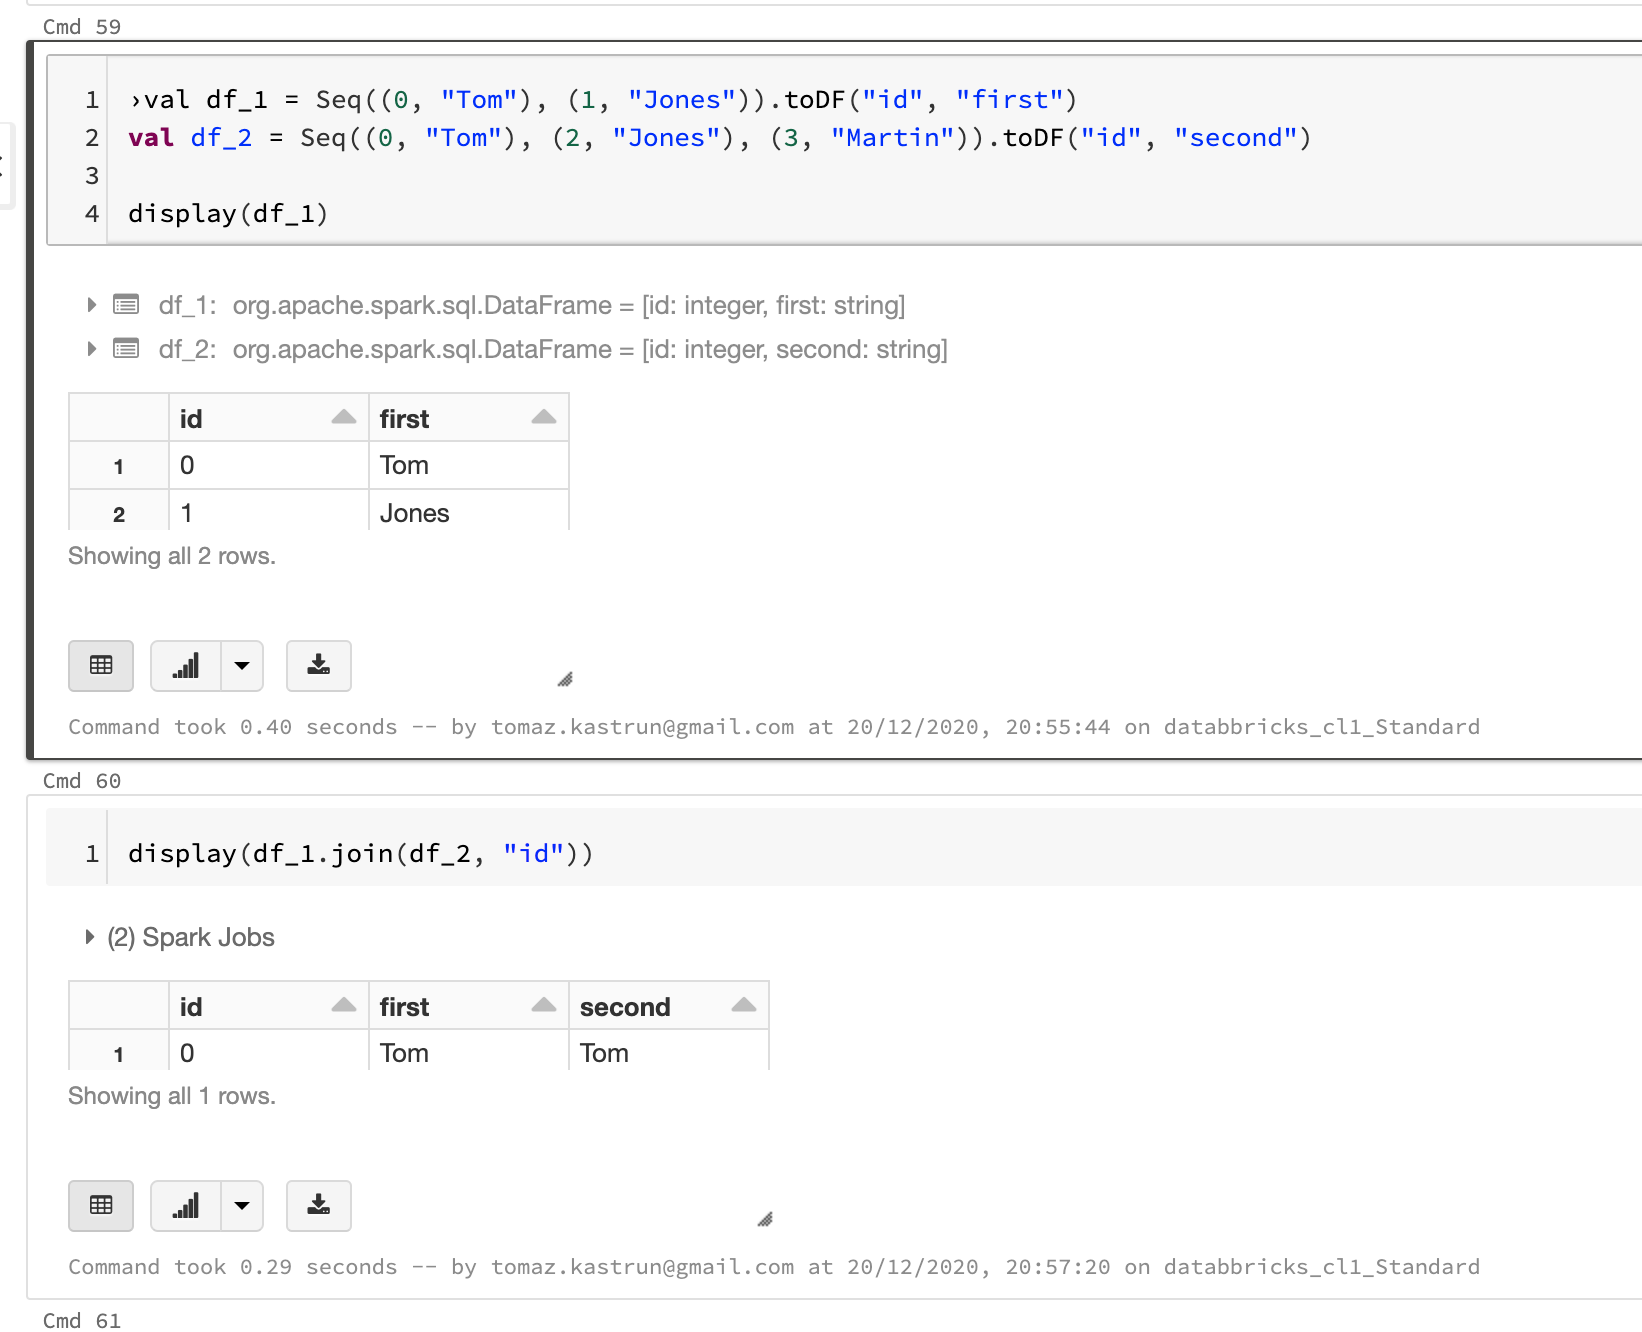 Cmd 59
1 ›val df_1 = Seq((0, "Tom"), (1, "Jones")).toDF("id", "first")
2 val df_2 = Seq((0, "Tom"), (2, "Jones"), (3, "Martin")).toDF("id", "second")
3
4 display(df_1)
df_1: org.apache.spark.sql.DataFrame = [id: integer, first: string]
df_2: org.apache.spark.sql.DataFrame = [id: integer, second: string]
id first
1 0 Tom
2 1 Jones
Showing all 2 rows.
Command took 0.40 seconds -- by tomaz.kastrun@gmail.com at 20/12/2020, 20:55:44 on databbricks_cl1_Standard
Cmd 60
1 display(df_1.join(df_2, "id"))
(2) Spark Jobs
id first second
1 0 Tom Tom
Showing all 1 rows.
Command took 0.29 seconds -- by tomaz.kastrun@gmail.com at 20/12/2020, 20:57:20 on databbricks_cl1_Standard
Cmd 61